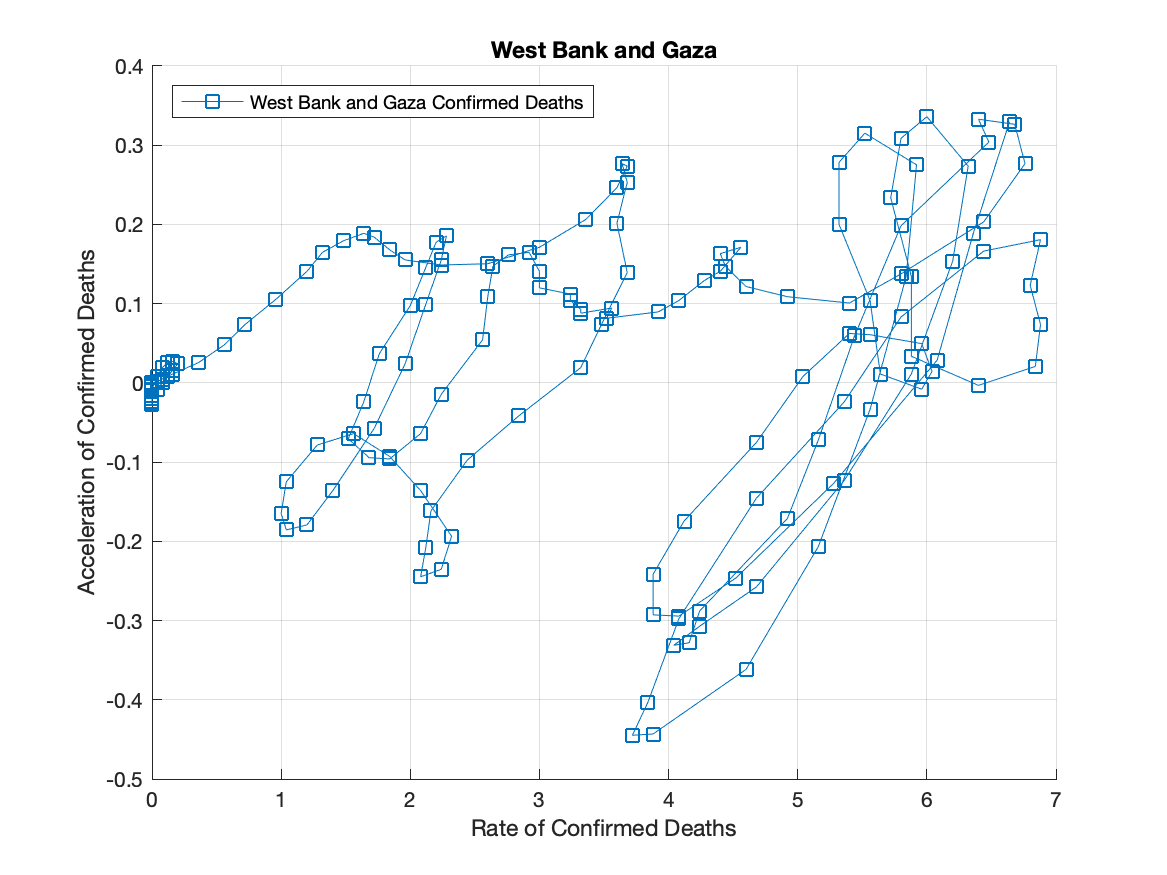 West Bank and Gaza
West Bank and Gaza Confirmed Deaths
0.4
0.3
0.2
0.1
0
-0.1
-0.2
-0.3
-0.4
-0.5
Acceleration of Confirmed Deaths
0 1 2 3 4 5 6 7
Rate of Confirmed Deaths